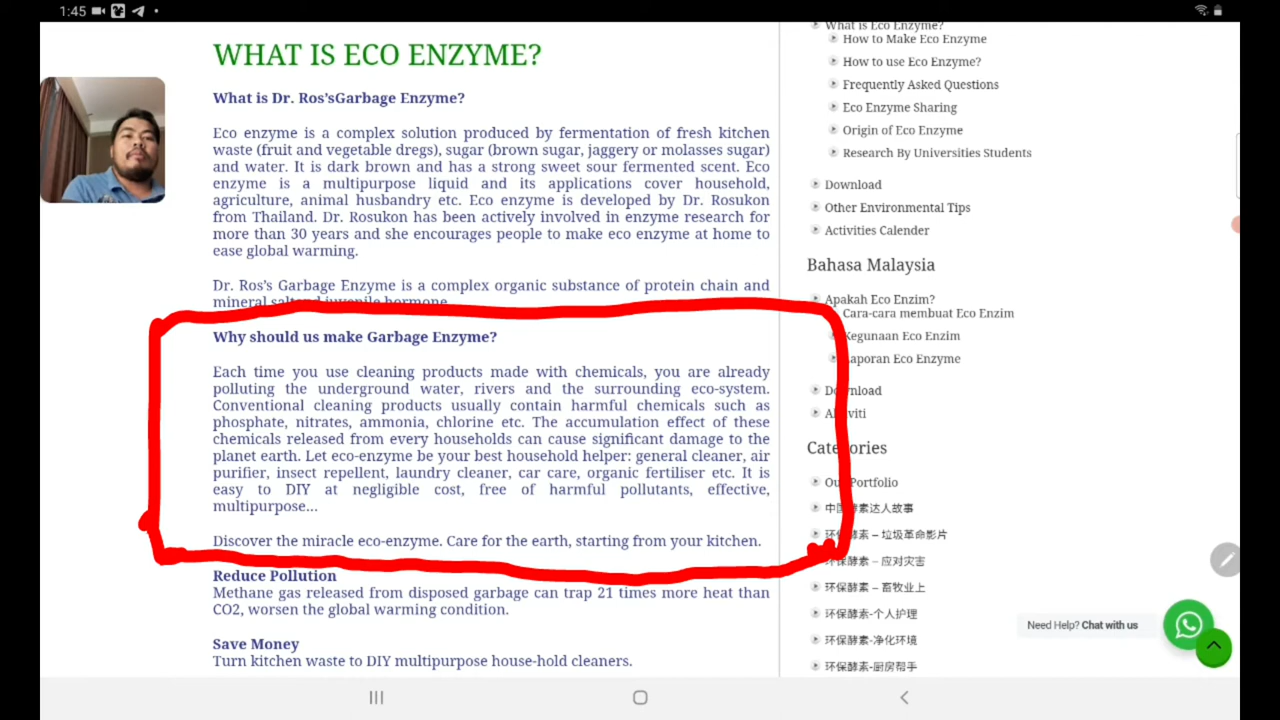 1:45
WHAT IS ECO ENZYME?
What is Dr. Ros'sGarbage Enzyme?
Eco enzyme is a complex solution produced by fermentation of fresh kitchen
waste (fruit and vegetable dregs), sugar (brown sugar, jaggery or molasses sugar)
and water. It is dark brown and has a strong sweet sour fermented scent. Eco
enzyme is a multipurpose liquid and its applications cover household,
agriculture, animal husbandry etc. Eco enzyme is developed by Dr. Rosukon
from Thailand. Dr. Rosukon has been actively involved in enzyme research for
more than 30 years and she encourages people to make eco enzyme at home to
ease global warming.
Dr. Ros's Garbage Enzyme is a complex organic substance of protein chain and
mineral salt and juvenile hormone.
Why should us make Garbage Enzyme?
Each time you use cleaning products made with chemicals, you are already
polluting the underground water, rivers and the surrounding eco-system.
Conventional cleaning products usually contain harmful chemicals such as
phosphate, nitrates, ammonia, chlorine etc. The accumulation effect of these
chemicals released from every households can cause significant damage to the
planet earth. Let eco-enzyme be your best household helper: general cleaner, air
purifier, insect repellent, laundry cleaner, car care, organic fertiliser etc. It is
easy to DIY at negligible cost, free of harmful pollutants, effective,
multipurpose...
Discover the miracle eco-enzyme. Care for the earth, starting from your kitchen.
Reduce Pollution
Methane gas released from disposed garbage can trap 21 times more heat than
CO2, worsen the global warming condition.
Save Money
Turn kitchen waste to DIY multipurpose house-hold cleaners.
What is Eco Enzyme?
How to Make Eco Enzyme
How to use Eco Enzyme?
Frequently Asked Questions
Eco Enzyme Sharing
Origin of Eco Enzyme
Research By Universities Students
Download
Other Environmental Tips
Activities Calender
Bahasa Malaysia
Apakah Eco Enzim?
Cara-cara membuat Eco Enzim
Kegunaan Eco Enzim
Laporan Eco Enzyme
Download
Aktiviti
Categories
Our Portfolio
中国酵素达人故事
环保酵素 – 垃圾革命影片
环保酵素 – 应对灾害
环保酵素 – 畜牧业上
环保酵素-个人护理
环保酵素-净化环境
环保酵素-厨房帮手
Need Help? Chat with us